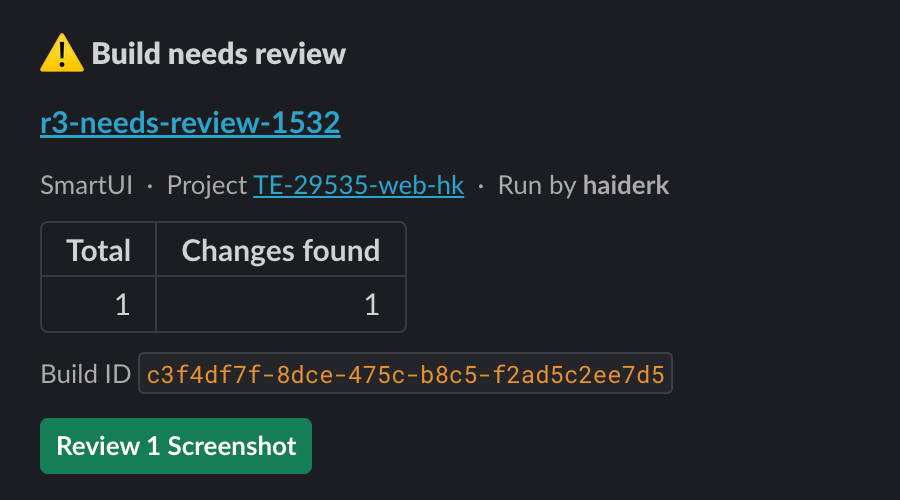 ⚠️ Build needs review
r3-needs-review-1532
SmartUI · Project TE-29535-web-hk · Run by haiderk
Total Changes found
1 1
Build ID c3f4df7f-8dce-475c-b8c5-f2ad5c2ee7d5
Review 1 Screenshot